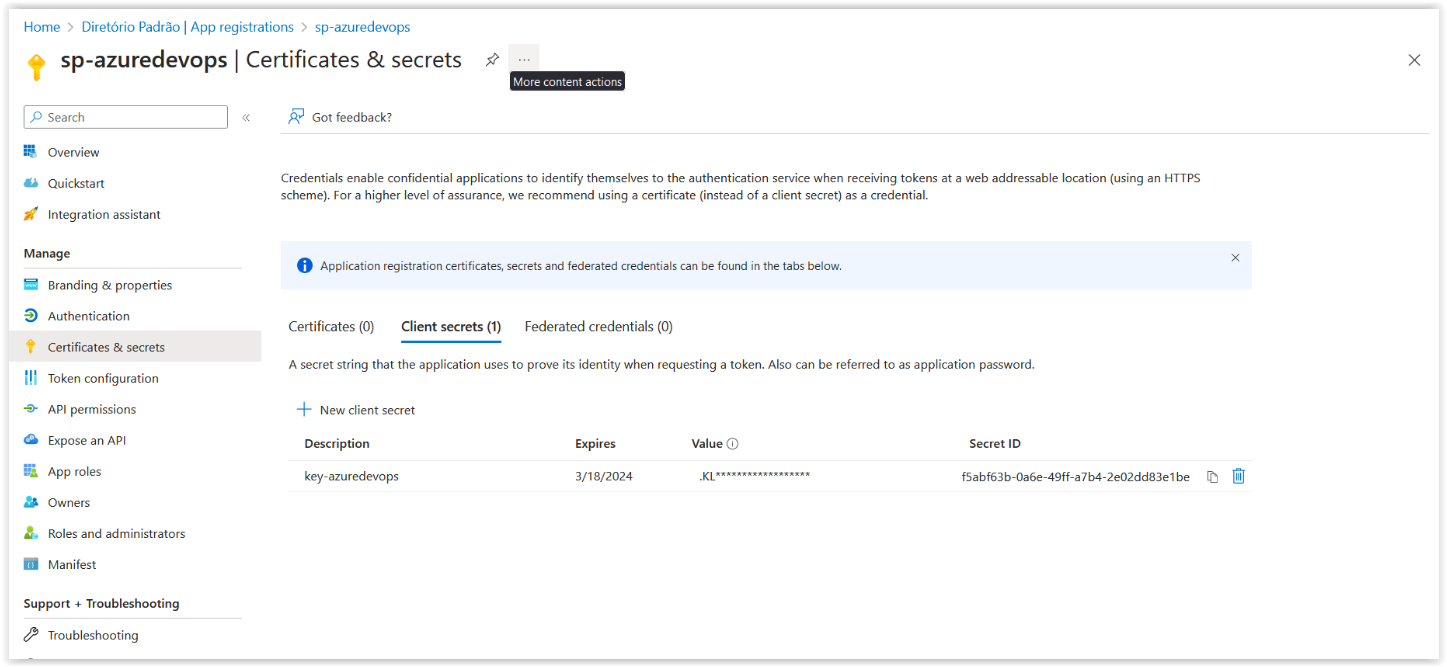 Home > Diretório Padrão | App registrations > sp-azuredevops
sp-azuredevops | Certificates & secrets
...
More content actions
Search
«
Got feedback?
Overview
Quickstart
Integration assistant
Manage
Branding & properties
Authentication
Certificates & secrets
Token configuration
API permissions
Expose an API
App roles
Owners
Roles and administrators
Manifest
Support + Troubleshooting
Troubleshooting
Credentials enable confidential applications to identify themselves to the authentication service when receiving tokens at a web addressable location (using an HTTPS
scheme). For a higher level of assurance, we recommend using a certificate (instead of a client secret) as a credential.
Application registration certificates, secrets and federated credentials can be found in the tabs below.
Certificates (0) Client secrets (1) Federated credentials (0)
A secret string that the application uses to prove its identity when requesting a token. Also can be referred to as application password.
New client secret
Description Expires Value Secret ID
key-azuredevops 3/18/2024 .KL****************** f5abf63b-0a6e-49ff-a7b4-2e02dd83e1be